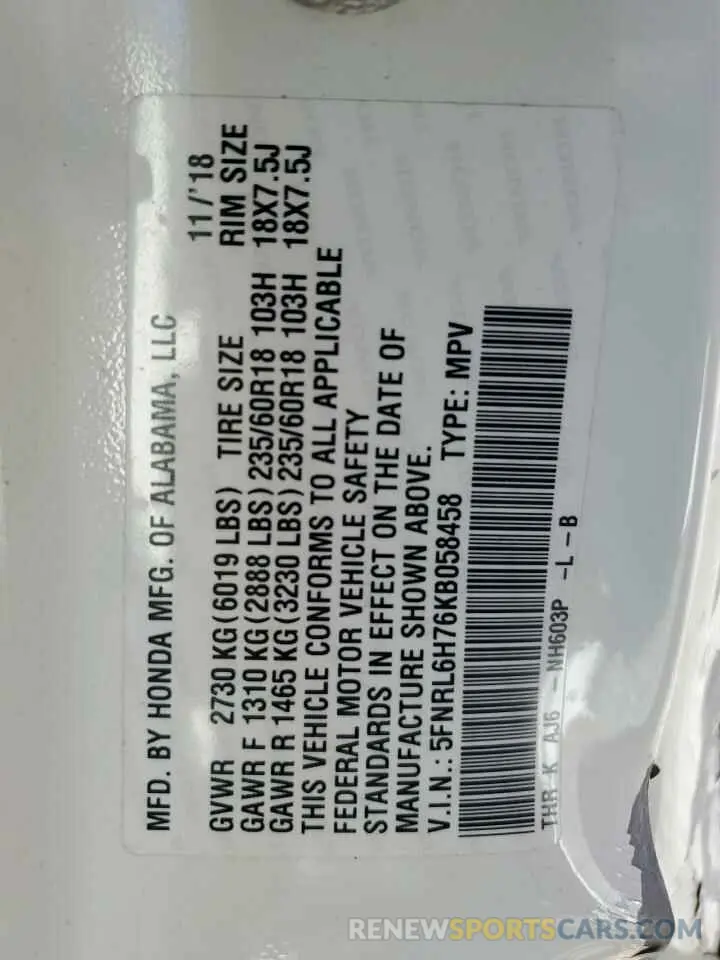 MFD. BY HONDA MFG. OF ALABAMA, LLC 11/'18
GVWR 2730 KG(6019 LBS) TIRE SIZE RIM SIZE
GAWR F 1310 KG(2888 LBS) 235/60R18 103H 18X7.5J
GAWR R 1465 KG(3230 LBS) 235/60R18 103H 18X7.5J
THIS VEHICLE CONFORMS TO ALL APPLICABLE
FEDERAL MOTOR VEHICLE SAFETY
STANDARDS IN EFFECT ON THE DATE OF
MANUFACTURE SHOWN ABOVE.
V.I.N.: 5FNRL6H76KB058458 TYPE: MPV
THR-K AJ6 - NH603P -L-B
RENEWSPORTSCARS.COM